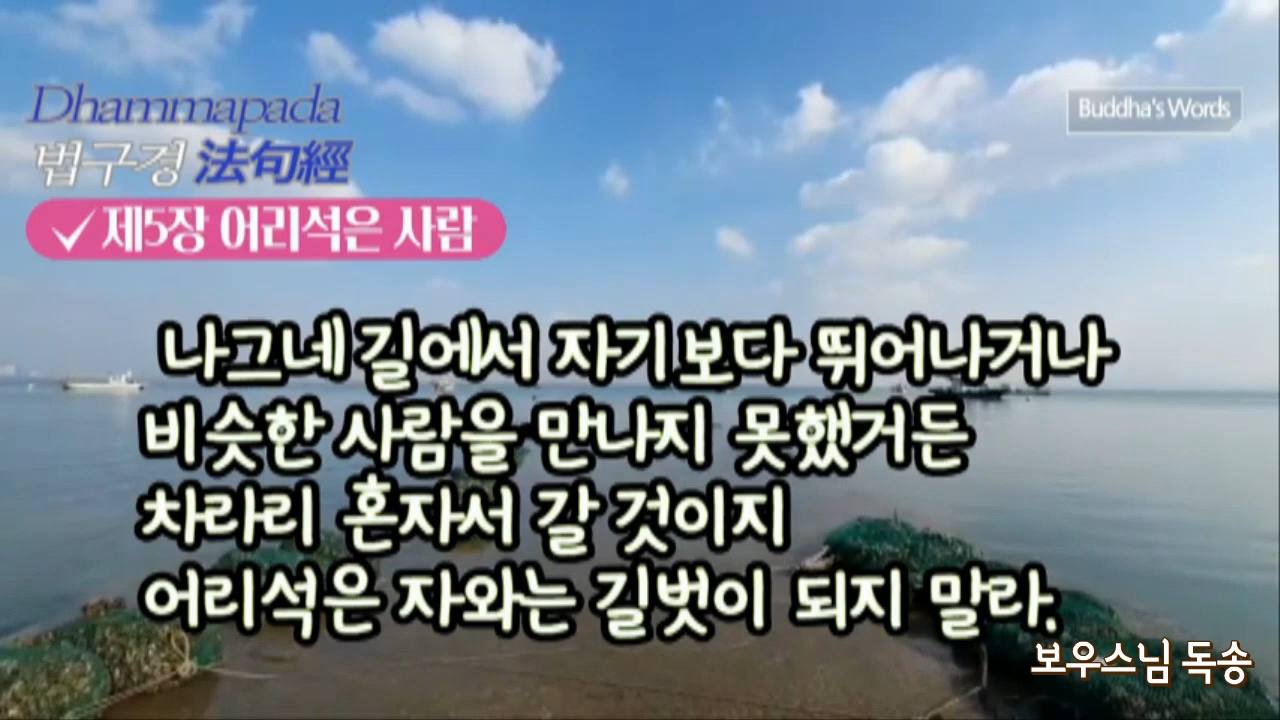 Dhammapada
Buddha's Words
법구경 法句經
제5장 어리석은 사람
나그네 길에서 자기보다 뛰어나거나
비슷한 사람을 만나지 못했거든
차라리 혼자서 갈 것이지
어리석은 자와는 길벗이 되지 말라.
보우스님 독송